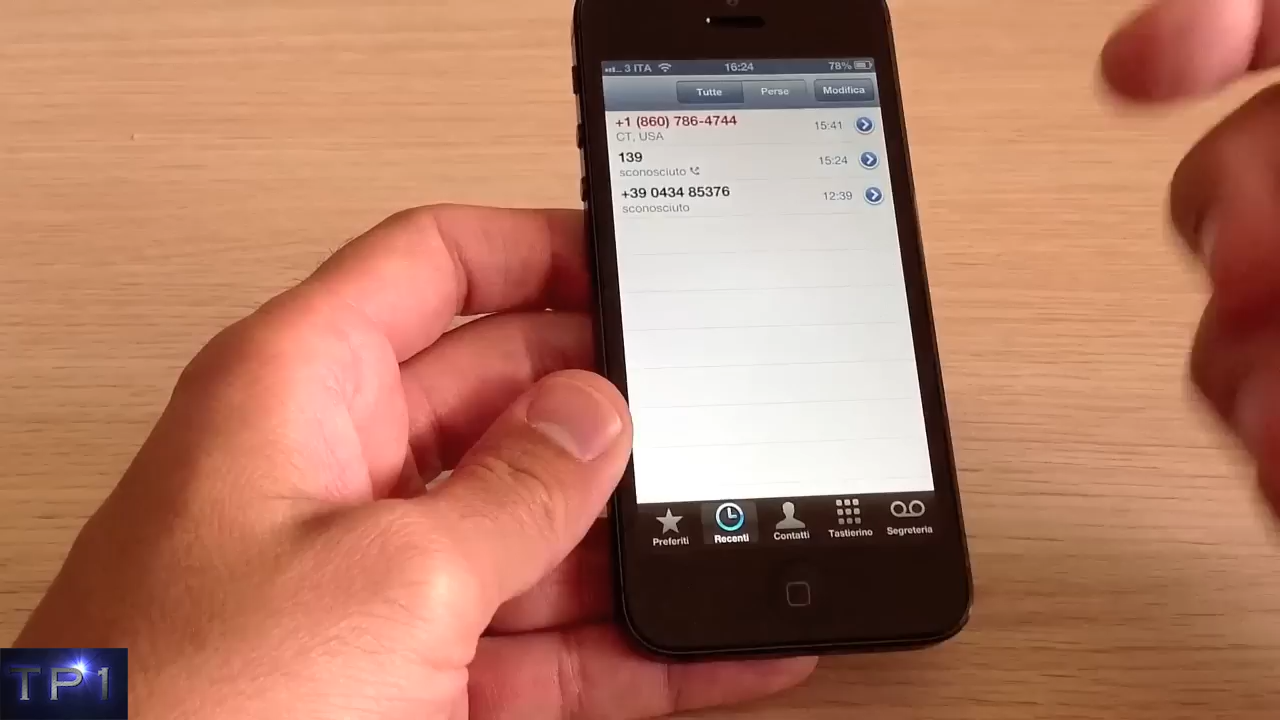 3 ITA 16:24 78%
Tutte Perse Modifica
+1 (860) 786-4744 15:41
CT, USA
139 15:24
sconosciuto
+39 0434 85376 12:39
sconosciuto
Preferiti Recenti Contatti Tastierino Segreteria
TP1